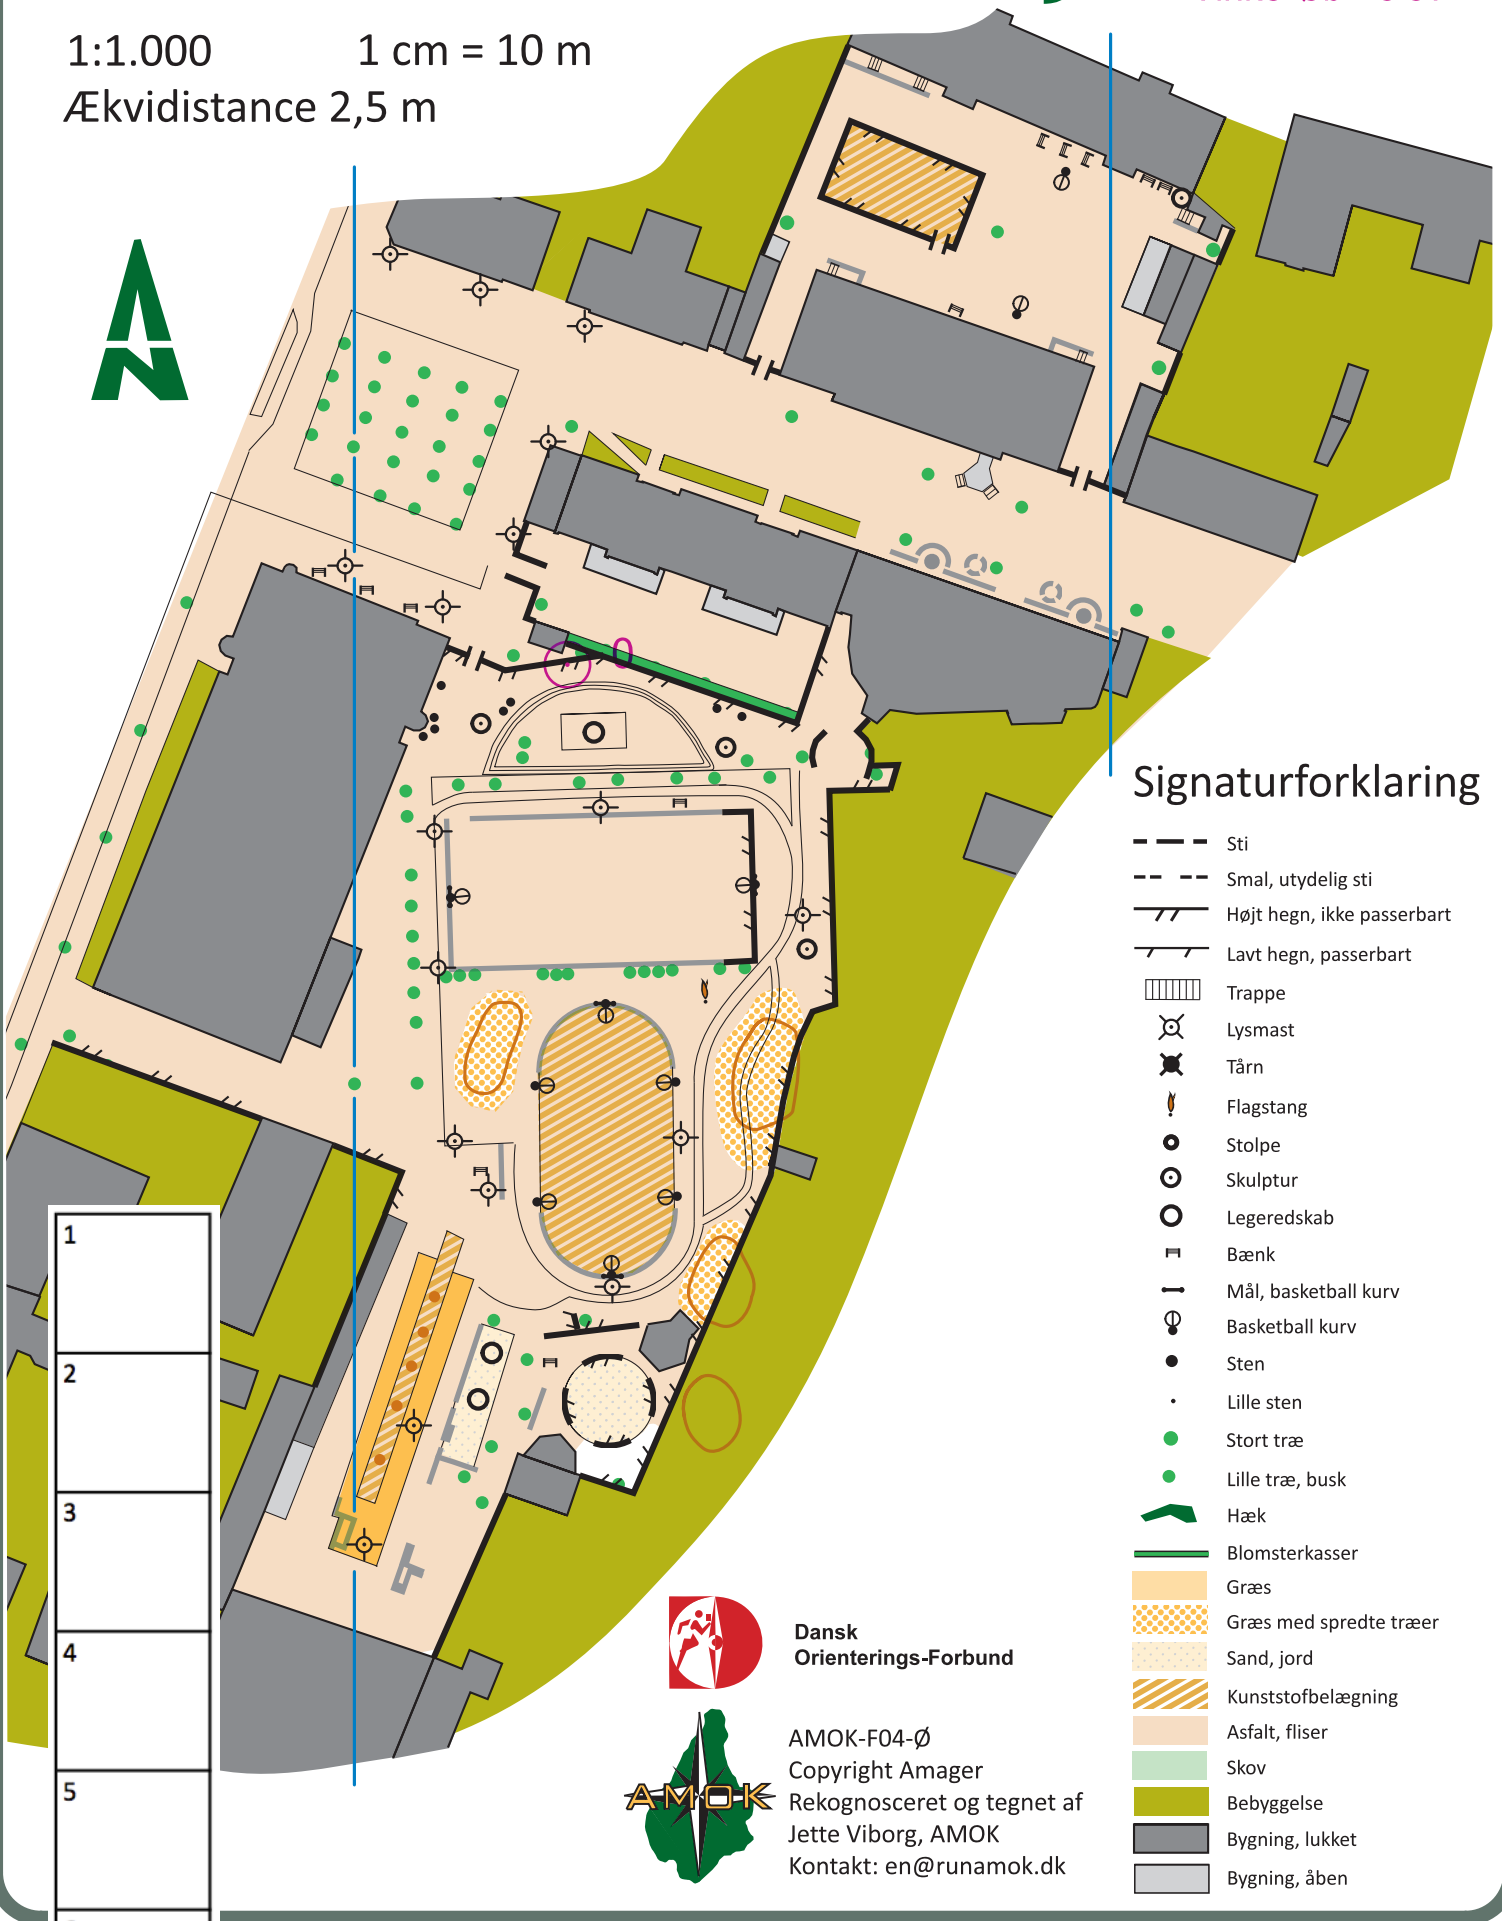 1:1.000 1 cm = 10 m
Ækvidistance 2,5 m
0
Signaturforklaring
Sti
Smal, utydelig sti
Højt hegn, ikke passerbart
Lavt hegn, passerbart
Trappe
Lysmast
Tårn
Flagstang
Stolpe
Skulptur
Legeredskab
Bænk
Mål, basketball kurv
Basketball kurv
Sten
Lille sten
Stort træ
Lille træ, busk
Hæk
Blomsterkasser
Græs
Græs med spredte træer
Sand, jord
Kunststofbelægning
Asfalt, fliser
Skov
Bebyggelse
Bygning, lukket
Bygning, åben
1
2
3
4
5
Dansk
Orienterings-Forbund
AMOK
AMOK-F04-Ø
Copyright Amager
Rekognosceret og tegnet af
Jette Viborg, AMOK
Kontakt: en@runamok.dk